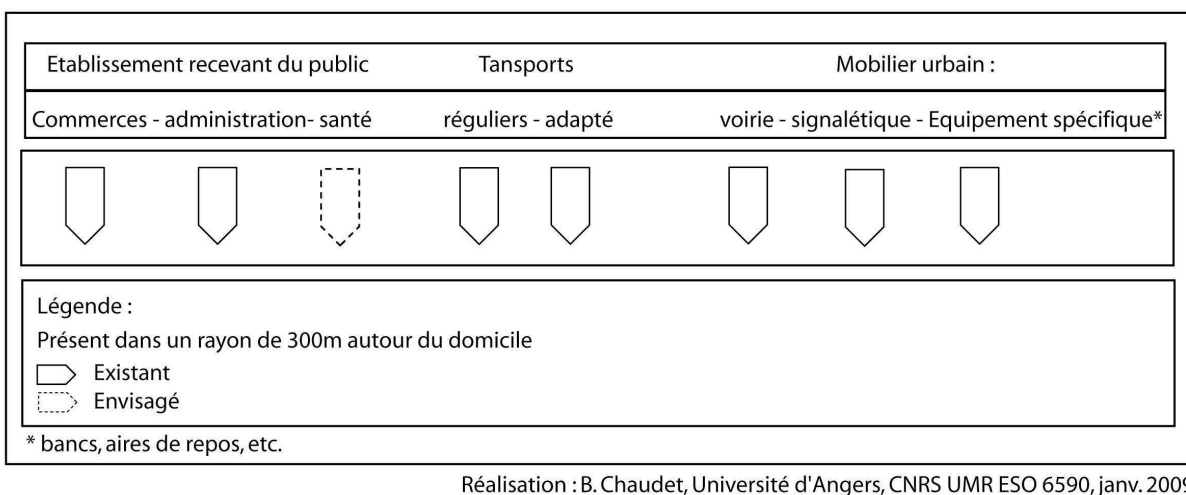 Etablissement recevant du public Tansports Mobilier urbain :
Commerces - administration- santé réguliers - adapté voirie - signalétique - Equipement spécifique*
Légende :
Présent dans un rayon de 300m autour du domicile
Existant
Envisagé
* bancs, aires de repos, etc.
Réalisation : B. Chaudet, Université d'Angers, CNRS UMR ESO 6590, janv. 2009